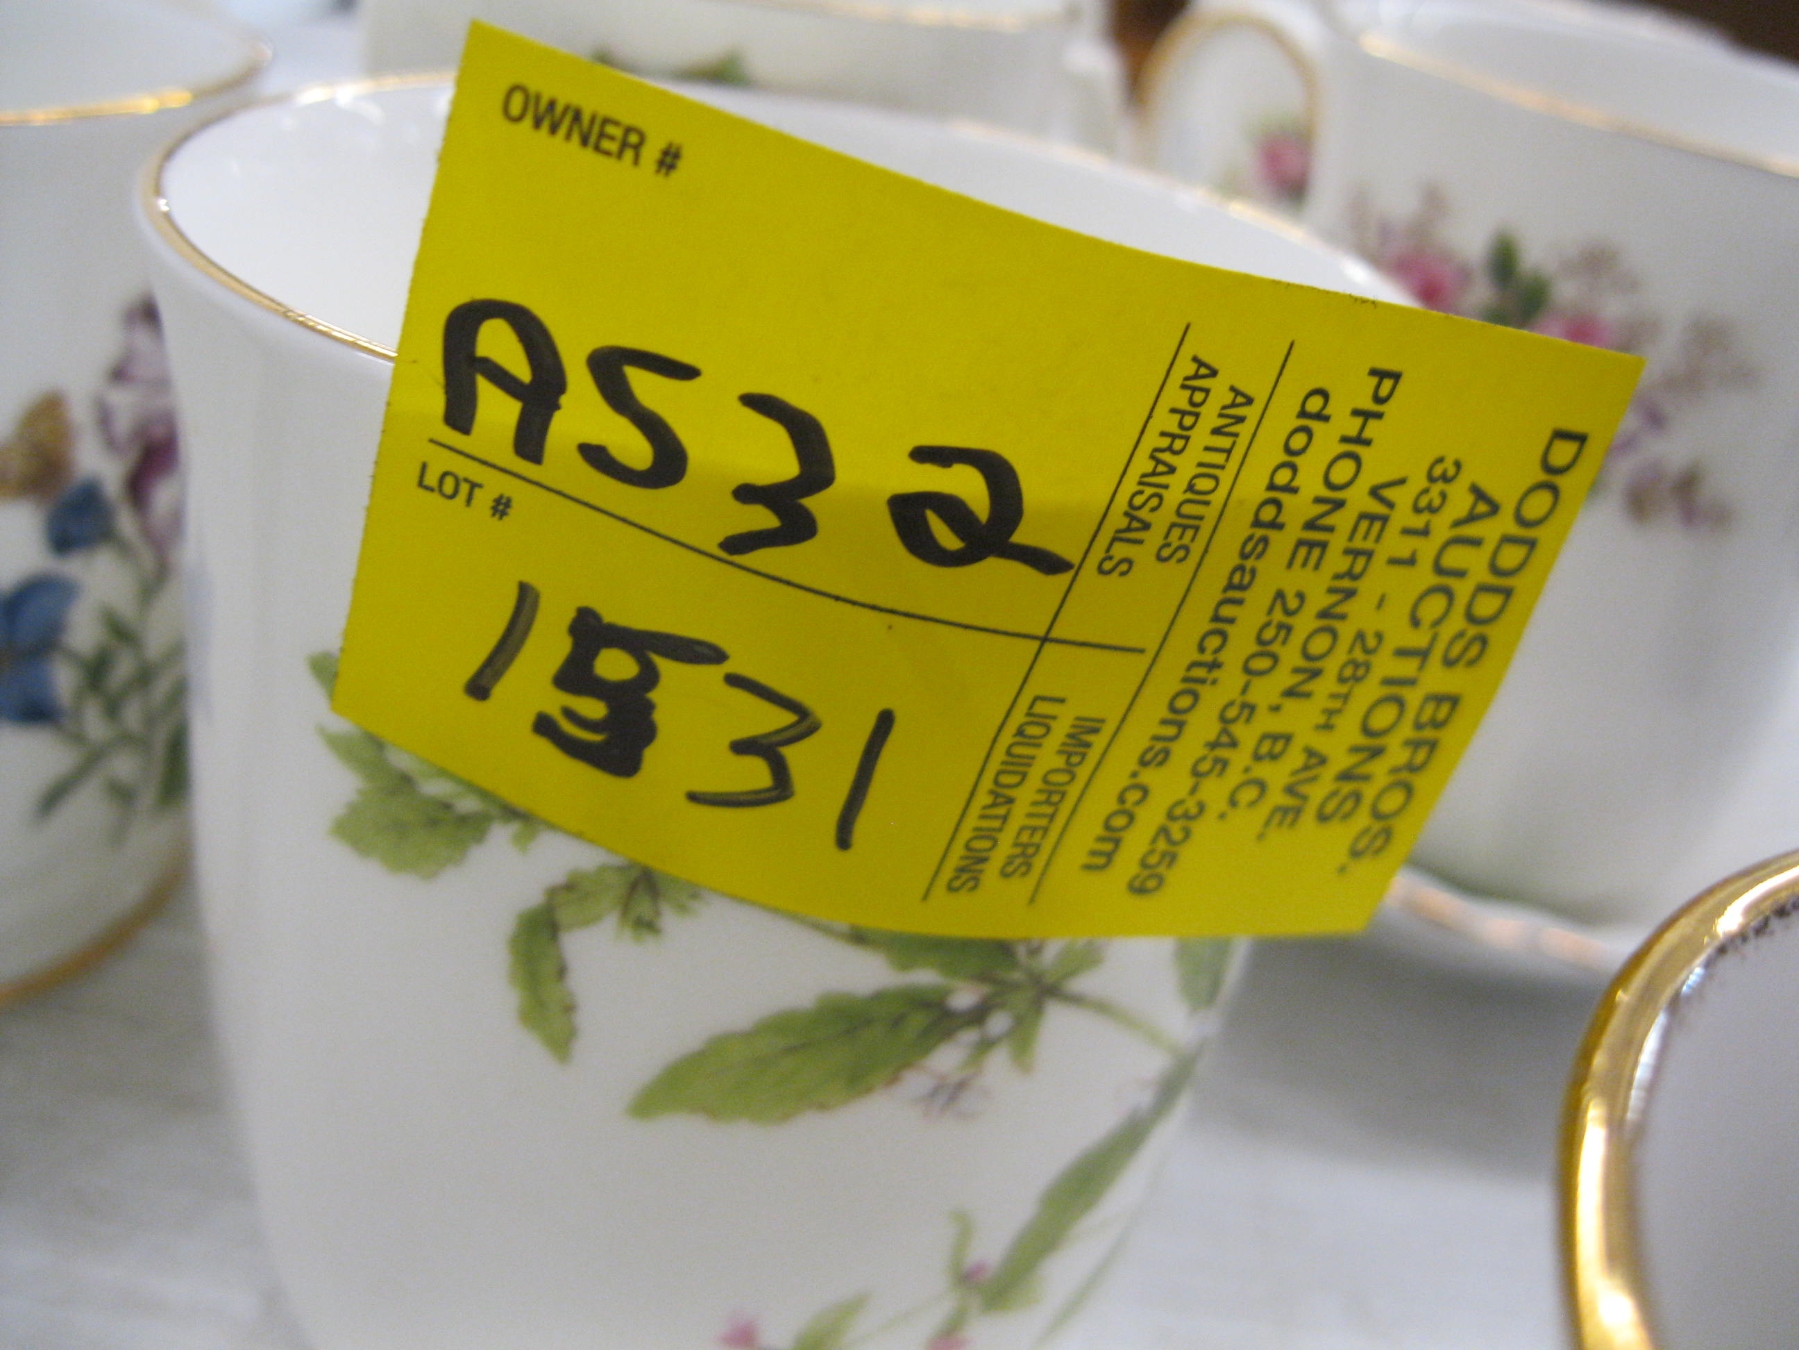 OWNER #
A532
LOT #
1531
APPRAISALS
ANTIQUES
LIQUIDATIONS
IMPORTERS
DODDS BROS.
AUCTIONS
3311 - 28TH AVE.
VERNON, B.C.
PHONE 250-545-3259
doddsauctions.com